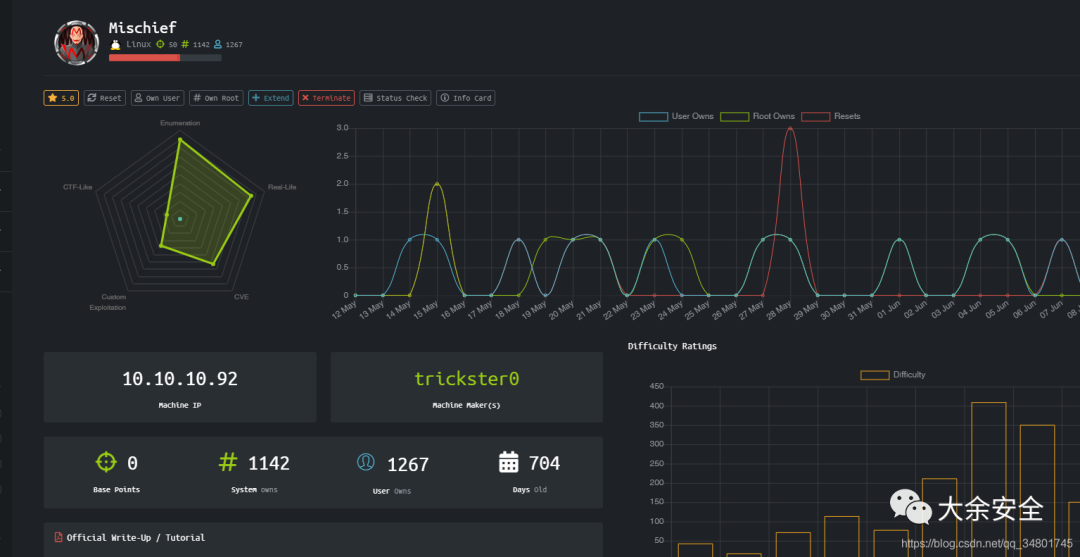 Mischief
Linux 50 1142 1267
5.0 Reset Own User Own Root Extend Terminate Status Check Info Card
Enumeration
Real-Life
CVE
Custom
Exploitation
CTF-Like
User Owns Root Owns Resets
3.0
2.5
2.0
1.5
1.0
0.5
0
12 May 13 May 14 May 15 May 16 May 17 May 18 May 19 May 20 May 21 May 22 May 23 May 24 May 25 May 26 May 27 May 28 May 29 May 30 May 31 May 01 Jun 02 Jun 03 Jun 04 Jun 05 Jun 06 Jun 07 Jun 08
10.10.10.92
Machine IP
trickster0
Machine Maker(s)
0
Base Points
1142
System owns
1267
User Owns
704
Days Old
Official Write-Up / Tutorial
Difficulty Ratings
Difficulty
450
400
350
300
250
200
150
100
50
大余安全
https://blog.csdn.net/qq_34801745